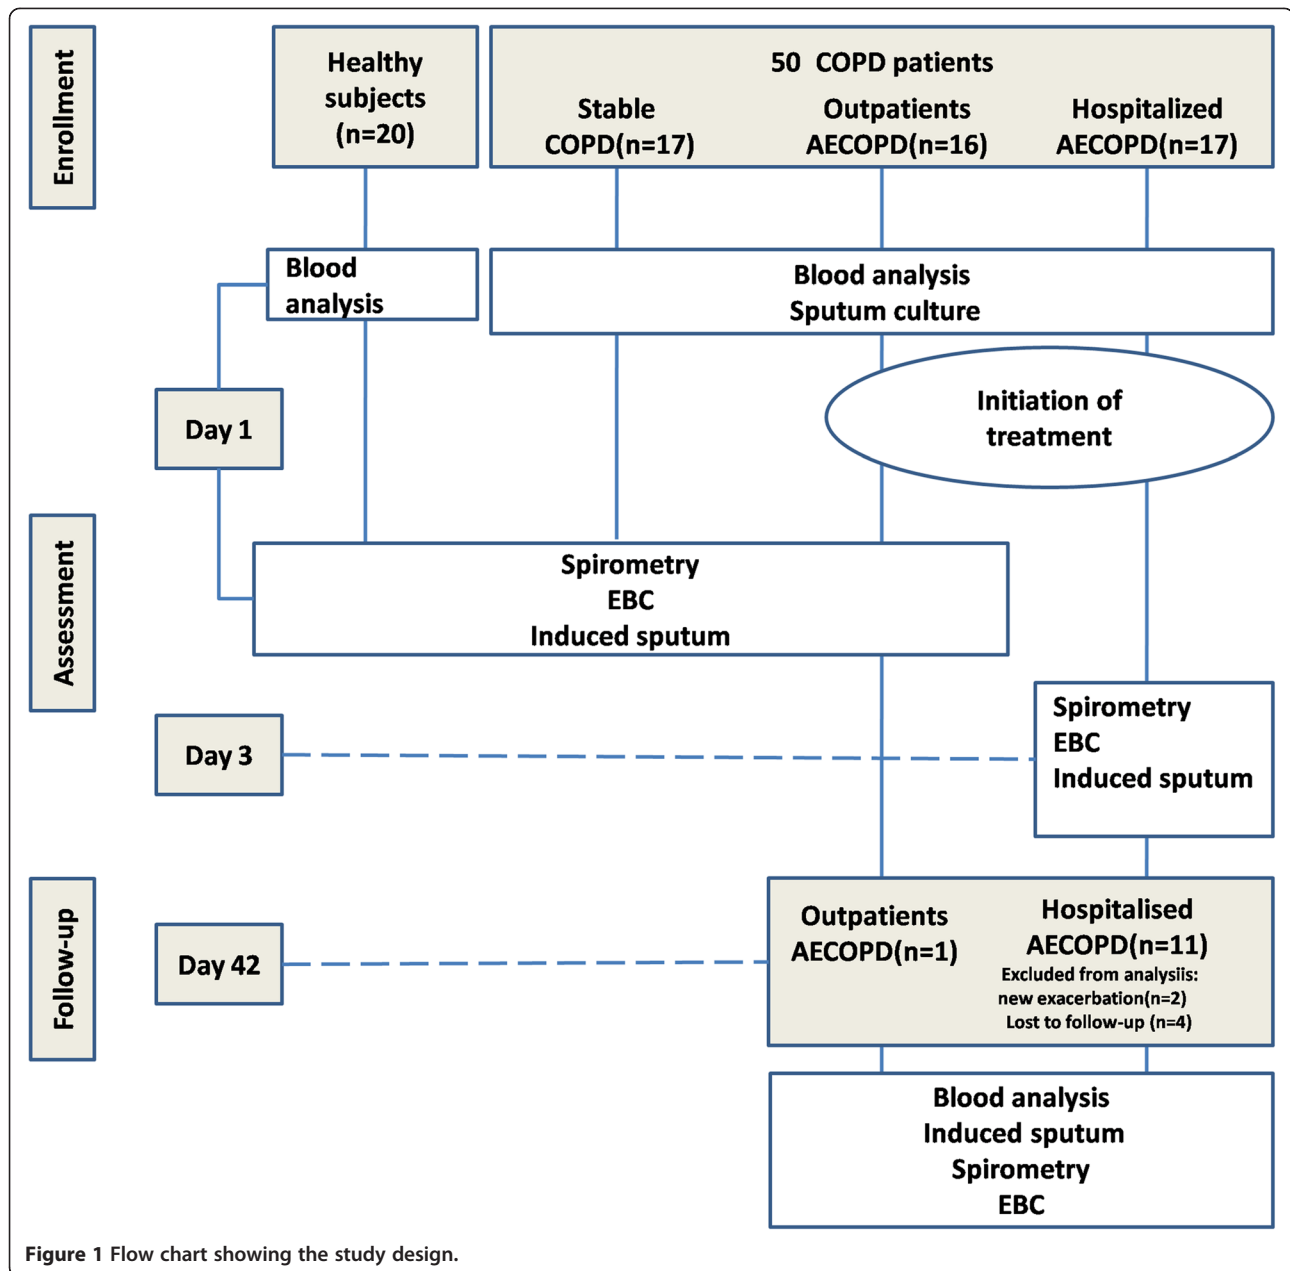 Enrollment
Healthy
subjects
(n=20)
50 COPD patients
Stable
COPD(n=17)
Outpatients
AECOPD(n=16)
Hospitalized
AECOPD(n=17)
Blood
analysis
Blood analysis
Sputum culture
Day 1
Initiation of
treatment
Assessment
Spirometry
EBC
Induced sputum
Day 3
Spirometry
EBC
Induced sputum
Follow-up
Day 42
Outpatients
AECOPD(n=1)
Hospitalised
AECOPD(n=11)
Excluded from analysiis:
new exacerbation(n=2)
Lost to follow-up (n=4)
Blood analysis
Induced sputum
Spirometry
EBC
Figure 1 Flow chart showing the study design.